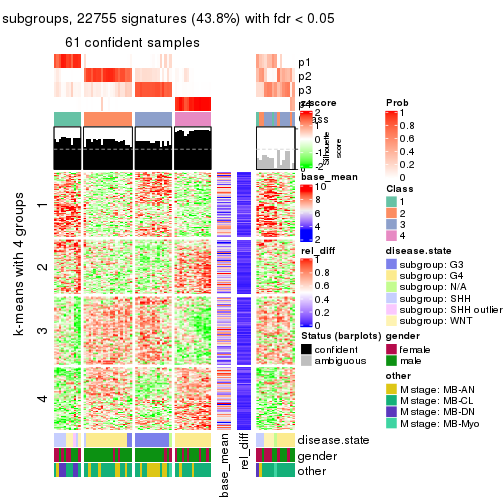 subgroups, 22755 signatures (43.8%) with fdr < 0.05
61 confident samples
p1
p2
p3
p4
Class
Silhouette
score
k-means with 4 groups
1
2
3
4
base_mean
rel_diff
disease.state
gender
other
z-score
2
1
0
-1
-2
base_mean
10
8
6
4
2
rel_diff
1
0.8
0.6
0.4
0.2
0
Status (barplots)
confident
ambiguous
Prob
1
0.8
0.6
0.4
0.2
0
Class
1
2
3
4
disease.state
subgroup: G3
subgroup: G4
subgroup: N/A
subgroup: SHH
subgroup: SHH outlier
subgroup: WNT
gender
female
male
other
M stage: MB-AN
M stage: MB-CL
M stage: MB-DN
M stage: MB-Myo